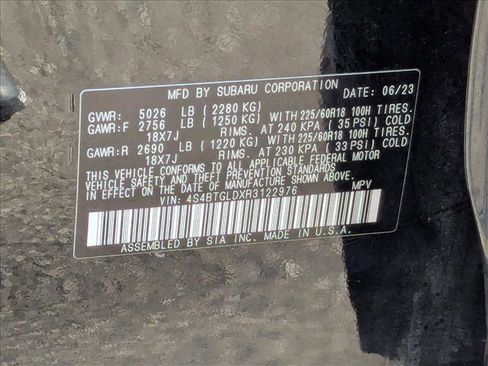 MFD BY SUBARU CORPORATION DATE: 06/23
GVWR: 5026 LB (2280 KG)
GAWR:F 2756 LB (1250 KG) WITH 225/60R18 100H TIRES.
18X7J RIMS. AT 240 KPA (35 PSI) COLD
GAWR:R 2690 LB (1220 KG) WITH 225/60R18 100H TIRES.
18X7J RIMS. AT 230 KPA (33 PSI) COLD
THIS VEHICLE CONFORMS TO ALL APPLICABLE FEDERAL MOTOR
VEHICLE SAFETY AND THEFT PREVENTION STANDARDS
IN EFFECT ON THE DATE OF MANUFACTURE SHOWN ABOVE.
VIN: 4S4BTGLDXR3122976 MPV
ASSEMBLED BY SIA INC. MADE IN U.S.A.